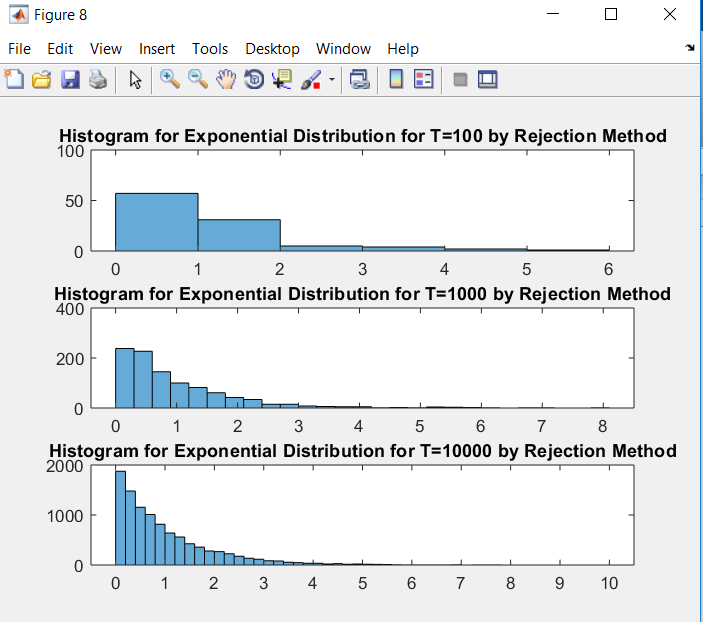 Figure 8
File Edit View Insert Tools Desktop Window Help
Histogram for Exponential Distribution for T=100 by Rejection Method
100
50
0
0 1 2 3 4 5 6
Histogram for Exponential Distribution for T=1000 by Rejection Method
400
200
0
0 1 2 3 4 5 6 7 8
Histogram for Exponential Distribution for T=10000 by Rejection Method
2000
1000
0
0 1 2 3 4 5 6 7 8 9 10